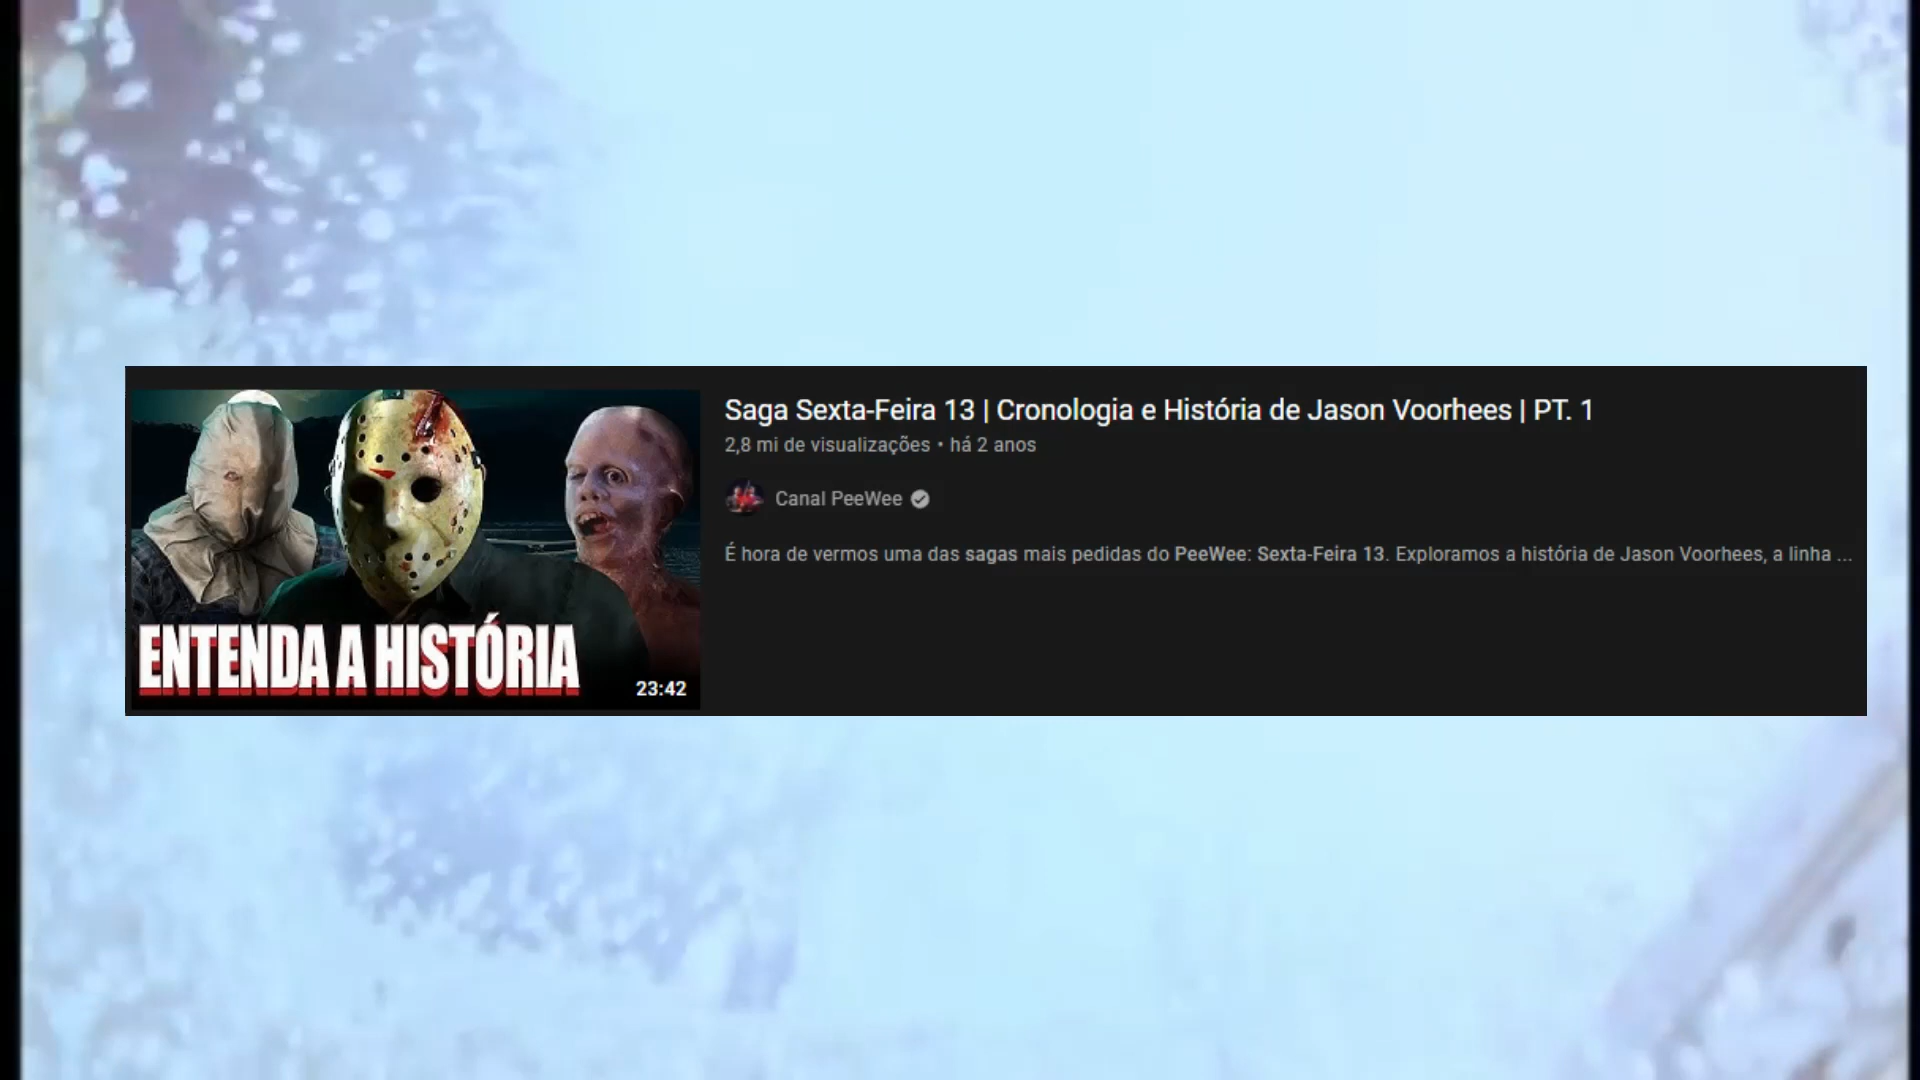 Saga Sexta-Feira 13 | Cronologia e História de Jason Voorhees | PT. 1
2,8 mi de visualizações • há 2 anos
Canal PeeWee
É hora de vermos uma das sagas mais pedidas do PeeWee: Sexta-Feira 13. Exploramos a história de Jason Voorhees, a linha ...
ENTENDA A HISTÓRIA
23:42